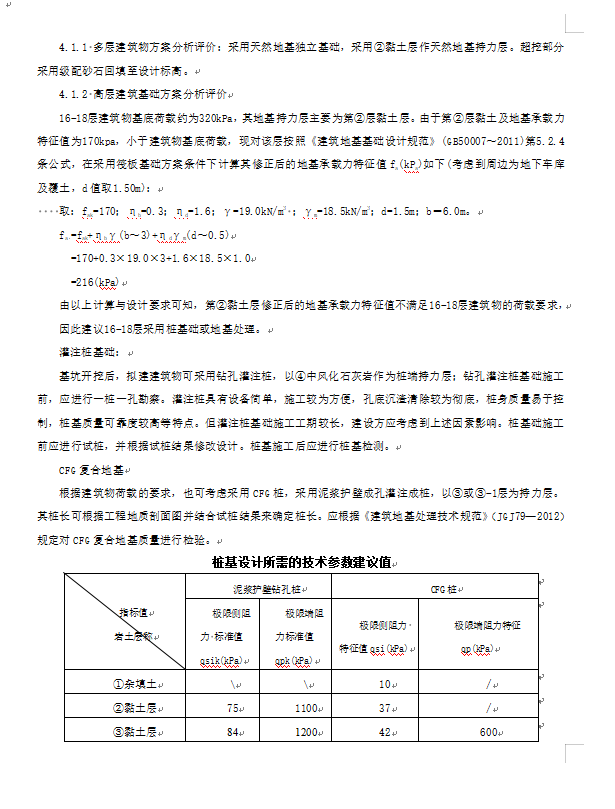 4.1.1 多层建筑物方案分析评价：采用天然地基独立基础，采用②黏土层作天然地基持力层。超挖部分
采用级配砂石回填至设计标高。
4.1.2 高层建筑基础方案分析评价
16-18层建筑物基底荷载约为320kPa，其地基持力层主要为第②层黏土层。由于第②层黏土及地基承载力
特征值为170kpa，小于建筑物基底荷载，现对该层按照《建筑地基基础设计规范》(GB50007～2011)第5.2.4
条公式，在采用筏板基础方案条件下计算其修正后的地基承载力特征值fa(kPa)如下(考虑到周边为地下车库
及覆土，d值取1.50m)：
取：fak=170；ηb=0.3；ηd=1.6；γ=19.0kN/m3 ；γm=18.5kN/m3；d=1.5m；b－6.0m。
fa=fak+ηbγ(b～3)+ηdγm(d～0.5)
=170+0.3×19.0×3+1.6×18.5×1.0
=216(kPa)
由以上计算与设计要求可知，第②黏土层修正后的地基承载力特征值不满足16-18层建筑物的荷载要求，
因此建议16-18层采用桩基础或地基处理。
灌注桩基础：
基坑开挖后，拟建建筑物可采用钻孔灌注桩，以④中风化石灰岩作为桩端持力层；钻孔灌注桩基础施工
前，应进行一桩一孔勘察。灌注桩具有设备简单，施工较为方便，孔底沉渣清除较为彻底，桩身质量易于控
制，桩基质量可靠度较高等特点。但灌注桩基础施工工期较长，建设方应考虑到上述因素影响。桩基础施工
前应进行试桩，并根据试桩结果修改设计。桩基施工后应进行桩基检测。
CFG复合地基
根据建筑物荷载的要求，也可考虑采用CFG桩，采用泥浆护壁成孔灌注成桩，以③或③-1层为持力层。
其桩长可根据工程地质剖面图并结合试桩结果来确定桩长。应根据《建筑地基处理技术规范》(JGJ79—2012)
规定对CFG复合地基质量进行检验。
桩基设计所需的技术参数建议值
指标值
岩土层称
泥浆护壁钻孔桩
CFG桩
极限侧阻
力 标准值
qsik(kPa)
极限端阻
力标准值
qpk(kPa)
极限侧阻力
特征值qsi(kPa)
极限端阻力特征
qp(kPa)
①杂填土 \ \ 10 /
②黏土层 75 1100 37 /
③黏土层 84 1200 42 600